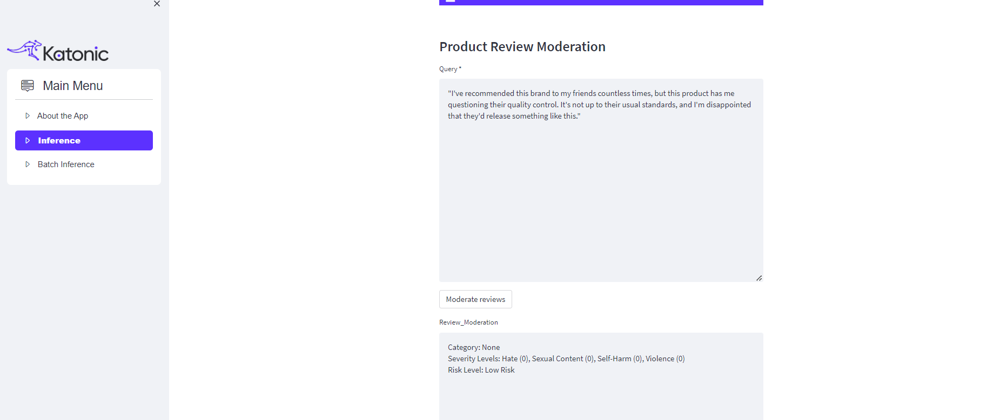 Katonic
Main Menu
About the App
Inference
Batch Inference
Product Review Moderation
Query *
"I've recommended this brand to my friends countless times, but this product has me
questioning their quality control. It's not up to their usual standards, and I'm disappointed
that they'd release something like this."
Moderate reviews
Review_Moderation
Category: None
Severity Levels: Hate (0), Sexual Content (0), Self-Harm (0), Violence (0)
Risk Level: Low Risk